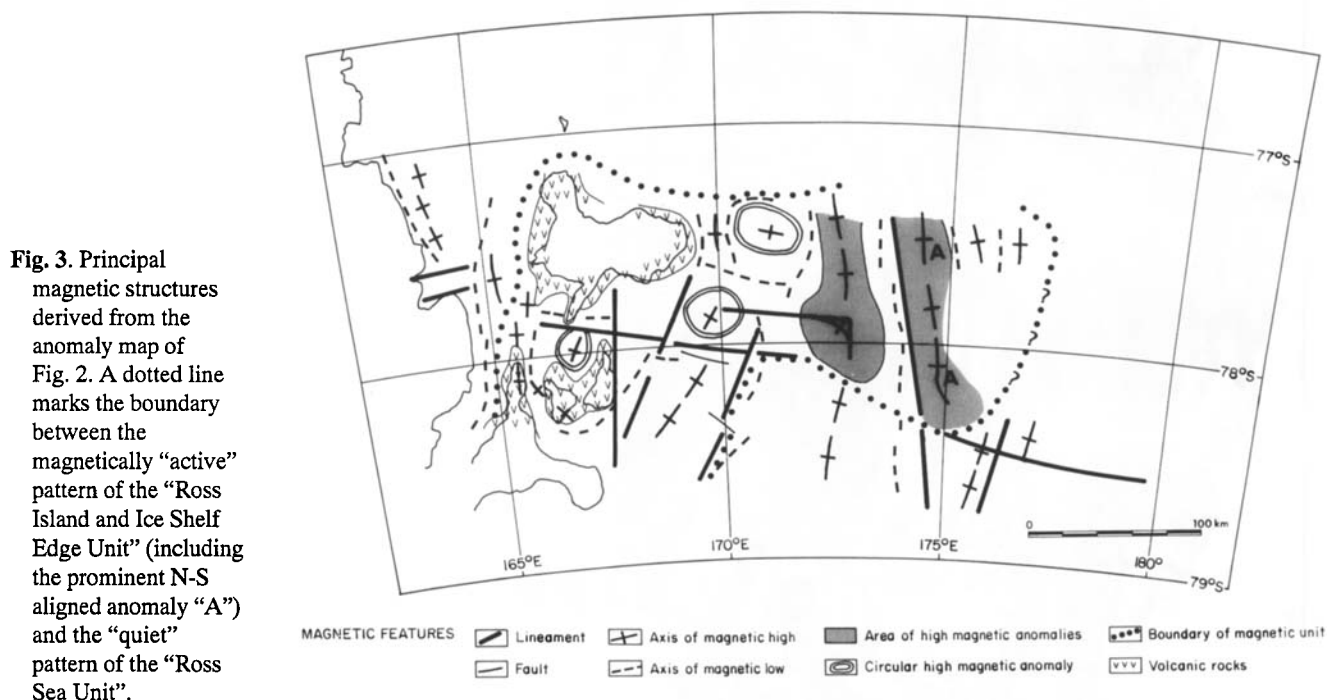 Fig. 3. Principal
magnetic structures
derived from the
anomaly map of
Fig. 2. A dotted line
marks the boundary
between the
magnetically “active”
pattern of the “Ross
Island and Ice Shelf
Edge Unit” (including
the prominent N-S
aligned anomaly “A”)
and the “quiet”
pattern of the “Ross
Sea Unit”.
77°S
A
?
78°S
A
?
?
0 100 km
165°E
170°E
175°E
180°
79°S
MAGNETIC FEATURES
Lineament
Axis of magnetic high
Area of high magnetic anomalies
Boundary of magnetic unit
Fault
Axis of magnetic low
Circular high magnetic anomaly
VVV
Volcanic rocks